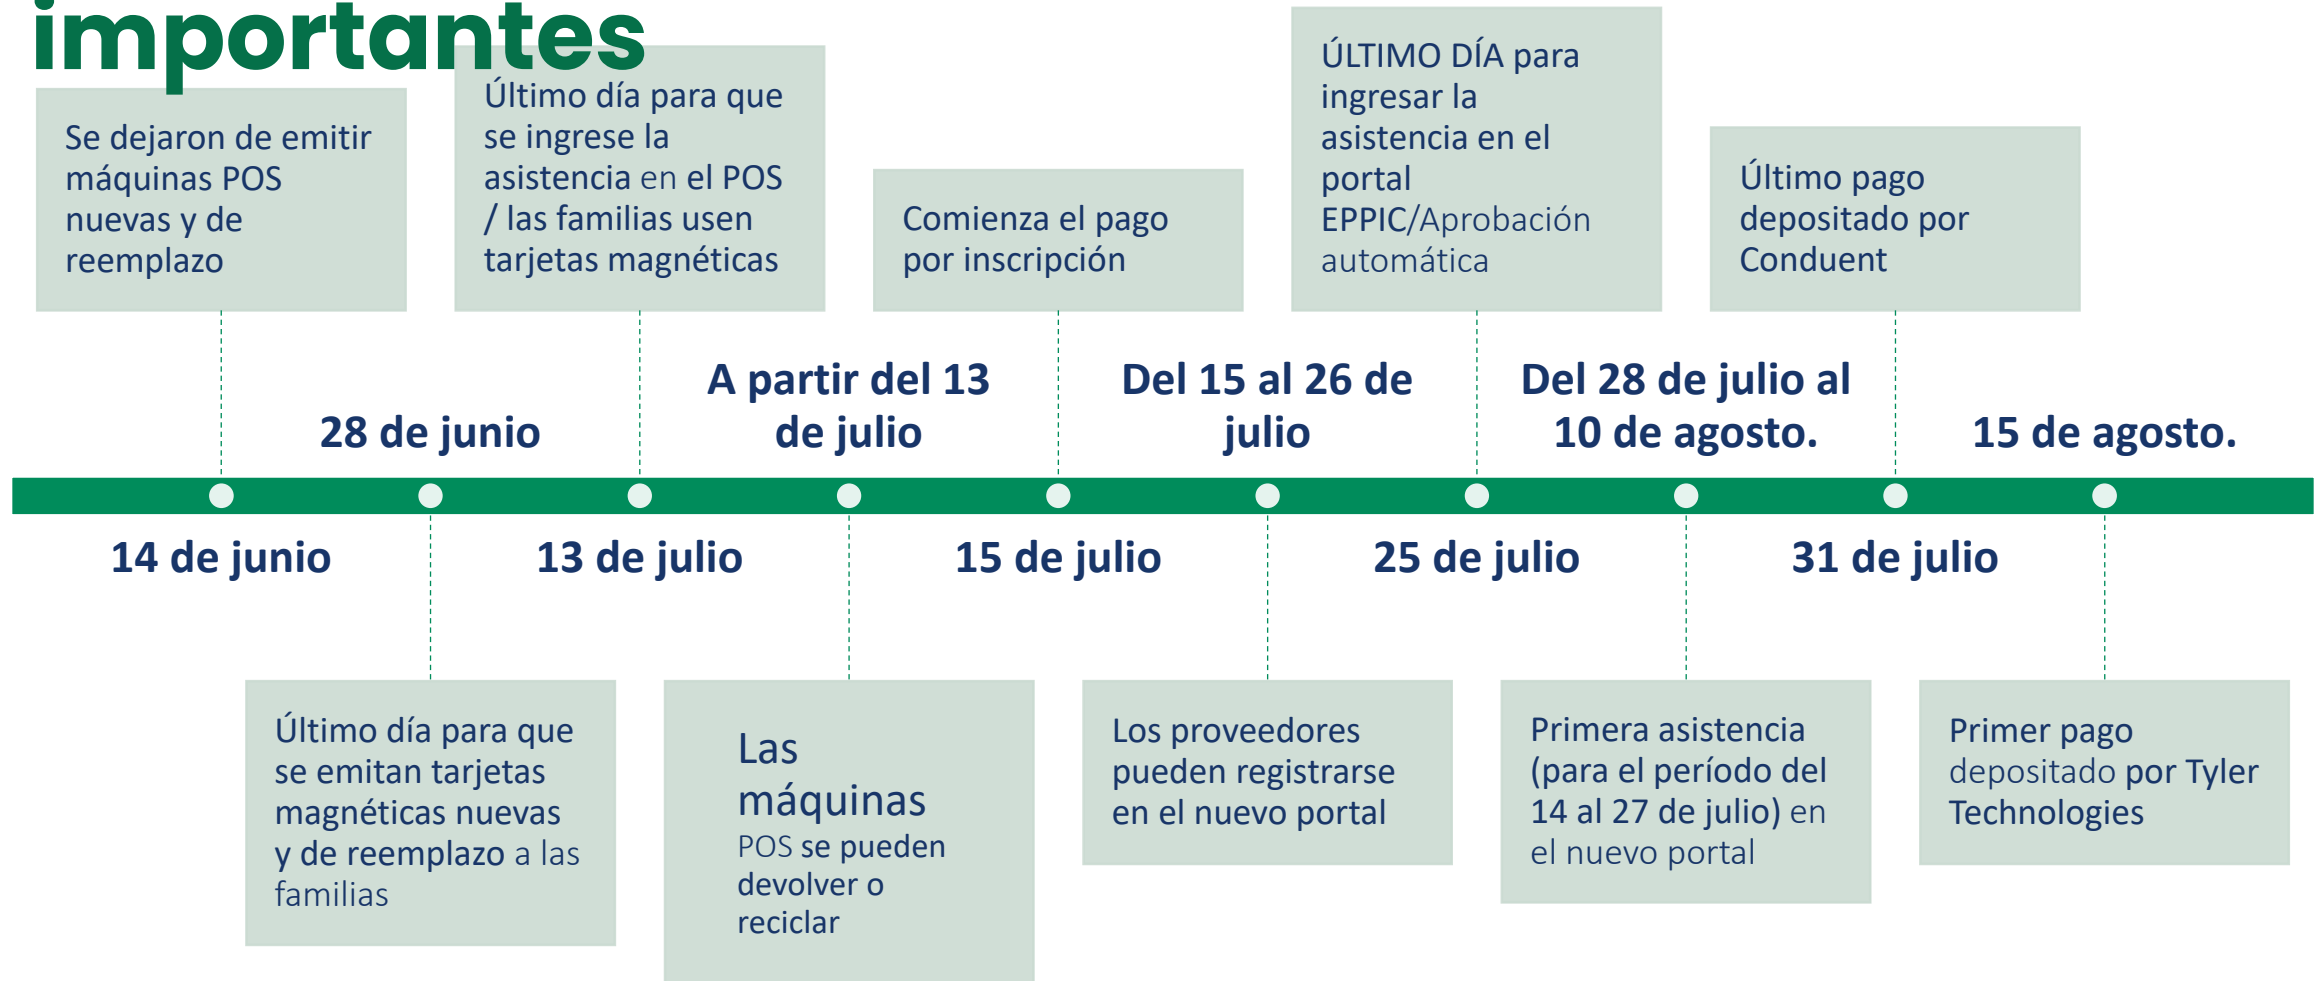 importantes
Se dejaron de emitir
máquinas POS
nuevas y de
reemplazo
14 de junio
Último día para que
se emitan tarjetas
magnéticas nuevas
y de reemplazo a las
familias
28 de junio
Último día para que
se ingrese la
asistencia en el POS
/ las familias usen
tarjetas magnéticas
13 de julio
Las
máquinas
POS se pueden
devolver o
reciclar
A partir del 13
de julio
Comienza el pago
por inscripción
15 de julio
Los proveedores
pueden registrarse
en el nuevo portal
Del 15 al 26 de
julio
ÚLTIMO DÍA para
ingresar la
asistencia en el
portal
EPPIC/Aprobación
automática
25 de julio
Primera asistencia
(para el período del
14 al 27 de julio) en
el nuevo portal
Del 28 de julio al
10 de agosto.
Último pago
depositado por
Conduent
31 de julio
Primer pago
depositado por Tyler
Technologies
15 de agosto.